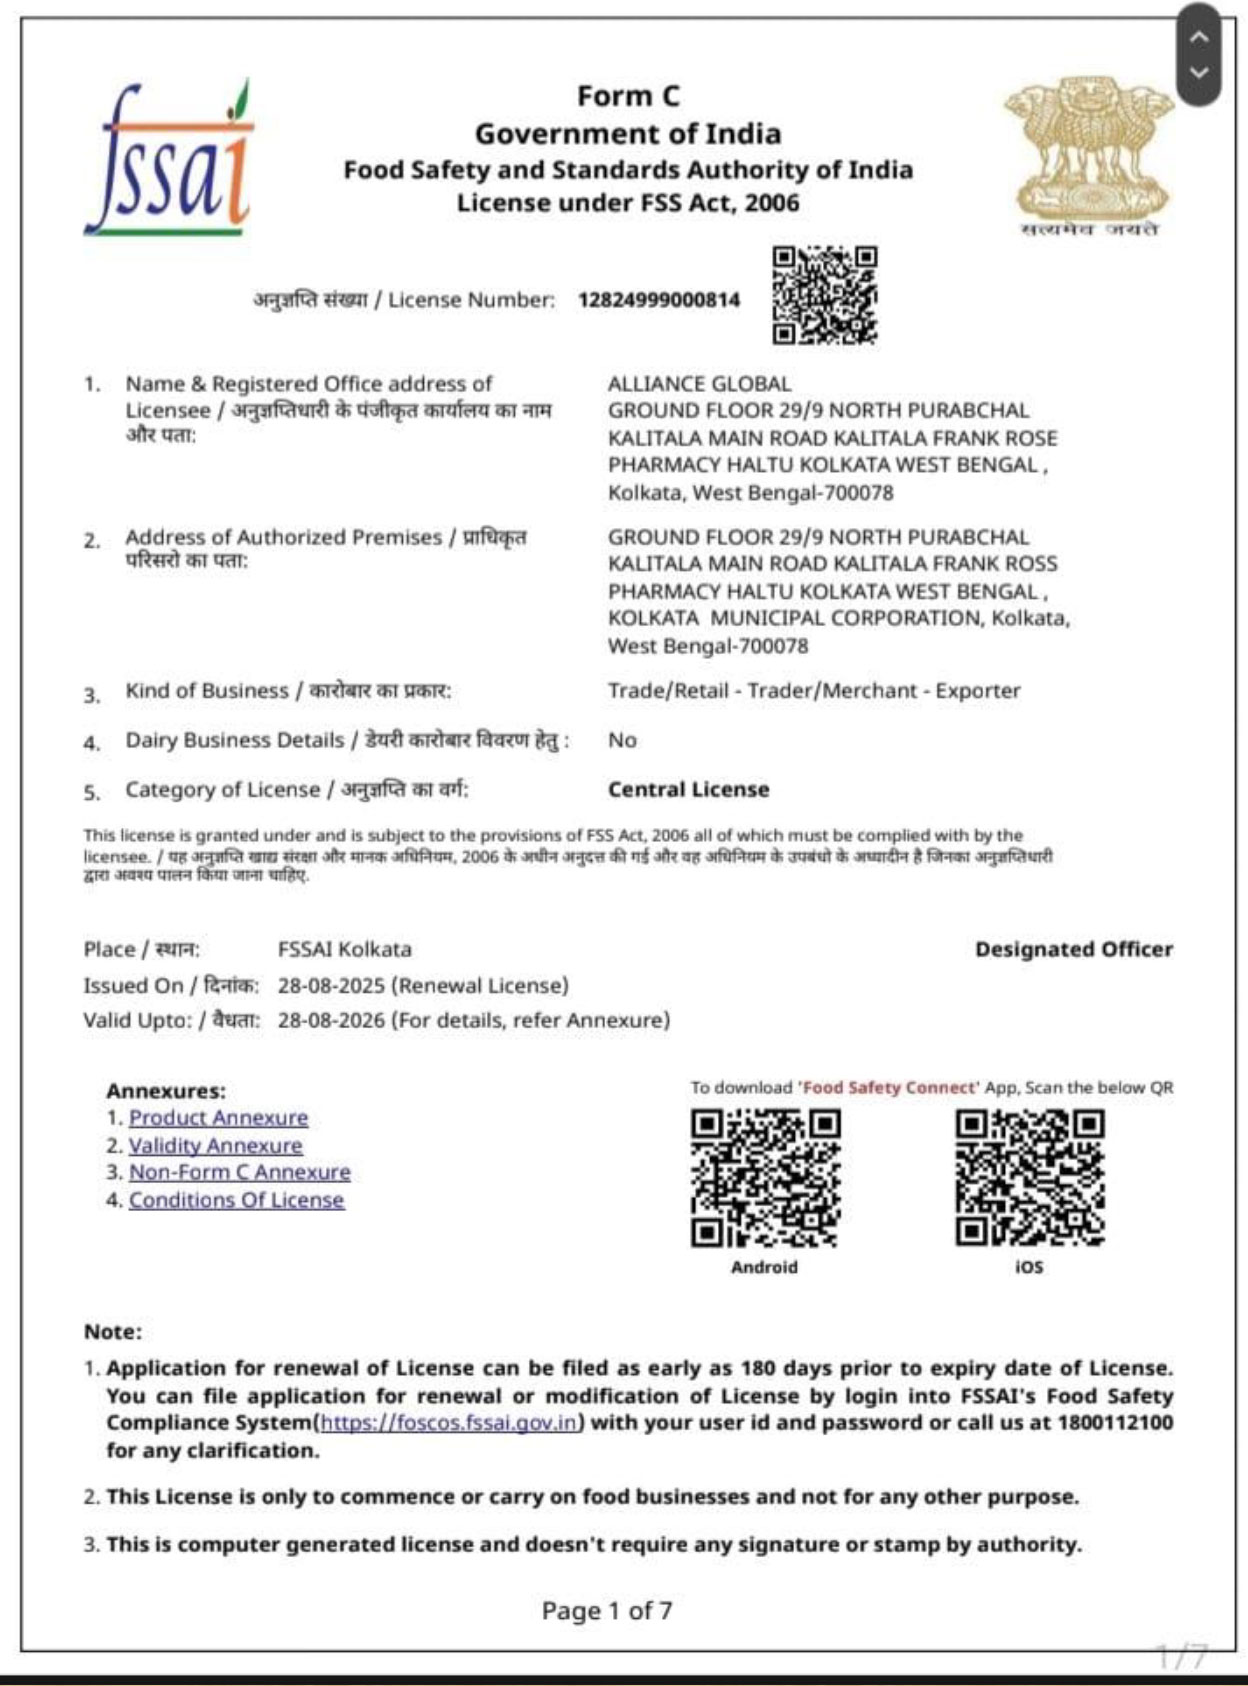 fssai
Form C
Government of India
Food Safety and Standards Authority of India
License under FSS Act, 2006
सत्यमेव जयते
अनुज्ञप्ति संख्या / License Number: 12824999000814
1. Name & Registered Office address of
Licensee / अनुज्ञप्तिधारी के पंजीकृत कार्यालय का नाम
और पता:
ALLIANCE GLOBAL
GROUND FLOOR 29/9 NORTH PURABCHAL
KALITALA MAIN ROAD KALITALA FRANK ROSE
PHARMACY HALTU KOLKATA WEST BENGAL ,
Kolkata, West Bengal-700078
2. Address of Authorized Premises / प्राधिकृत
परिसरो का पता:
GROUND FLOOR 29/9 NORTH PURABCHAL
KALITALA MAIN ROAD KALITALA FRANK ROSS
PHARMACY HALTU KOLKATA WEST BENGAL ,
KOLKATA MUNICIPAL CORPORATION, Kolkata,
West Bengal-700078
3. Kind of Business / कारोबार का प्रकार: Trade/Retail - Trader/Merchant - Exporter
4. Dairy Business Details / डेयरी कारोबार विवरण हेतु : No
5. Category of License / अनुज्ञप्ति का वर्ग: Central License
This license is granted under and is subject to the provisions of FSS Act, 2006 all of which must be complied with by the
licensee. / यह अनुज्ञप्ति खाद्य संरक्षा और मानक अधिनियम, 2006 के अधीन अनुदत्त की गई और वह अधिनियम के उपबंधो के अध्यादीन है जिनका अनुज्ञप्तिधारी
द्वारा अवश्य पालन किया जाना चाहिए.
Place / स्थान: FSSAI Kolkata Designated Officer
Issued On / दिनांक: 28-08-2025 (Renewal License)
Valid Upto: / वैधता: 28-08-2026 (For details, refer Annexure)
Annexures:
1. Product Annexure
2. Validity Annexure
3. Non-Form C Annexure
4. Conditions Of License
To download 'Food Safety Connect' App, Scan the below QR
Android iOS
Note:
1. Application for renewal of License can be filed as early as 180 days prior to expiry date of License.
You can file application for renewal or modification of License by login into FSSAI's Food Safety
Compliance System(https://foscos.fssai.gov.in) with your user id and password or call us at 1800112100
for any clarification.
2. This License is only to commence or carry on food businesses and not for any other purpose.
3. This is computer generated license and doesn't require any signature or stamp by authority.
Page 1 of 7
1/7